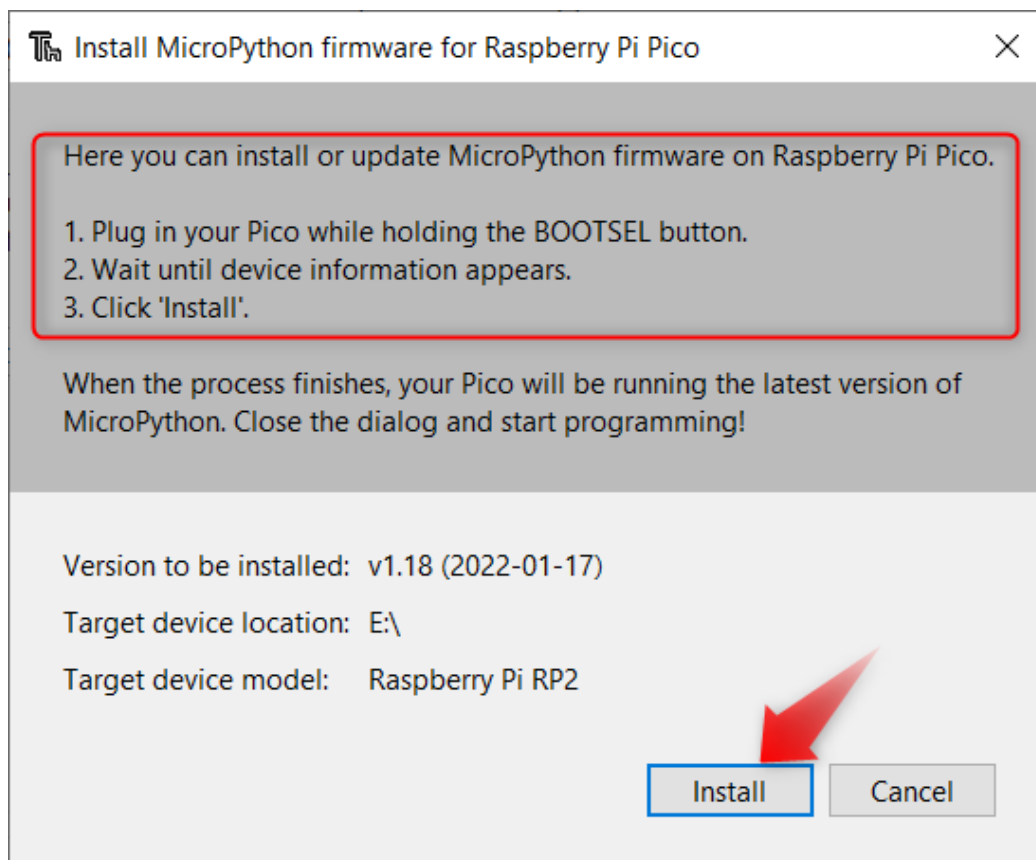 Install MicroPython firmware for Raspberry Pi Pico
Here you can install or update MicroPython firmware on Raspberry Pi Pico.
1. Plug in your Pico while holding the BOOTSEL button.
2. Wait until device information appears.
3. Click 'Install'.
When the process finishes, your Pico will be running the latest version of
MicroPython. Close the dialog and start programming!
Version to be installed: v1.18 (2022-01-17)
Target device location: E:\
Target device model: Raspberry Pi RP2
Install Cancel